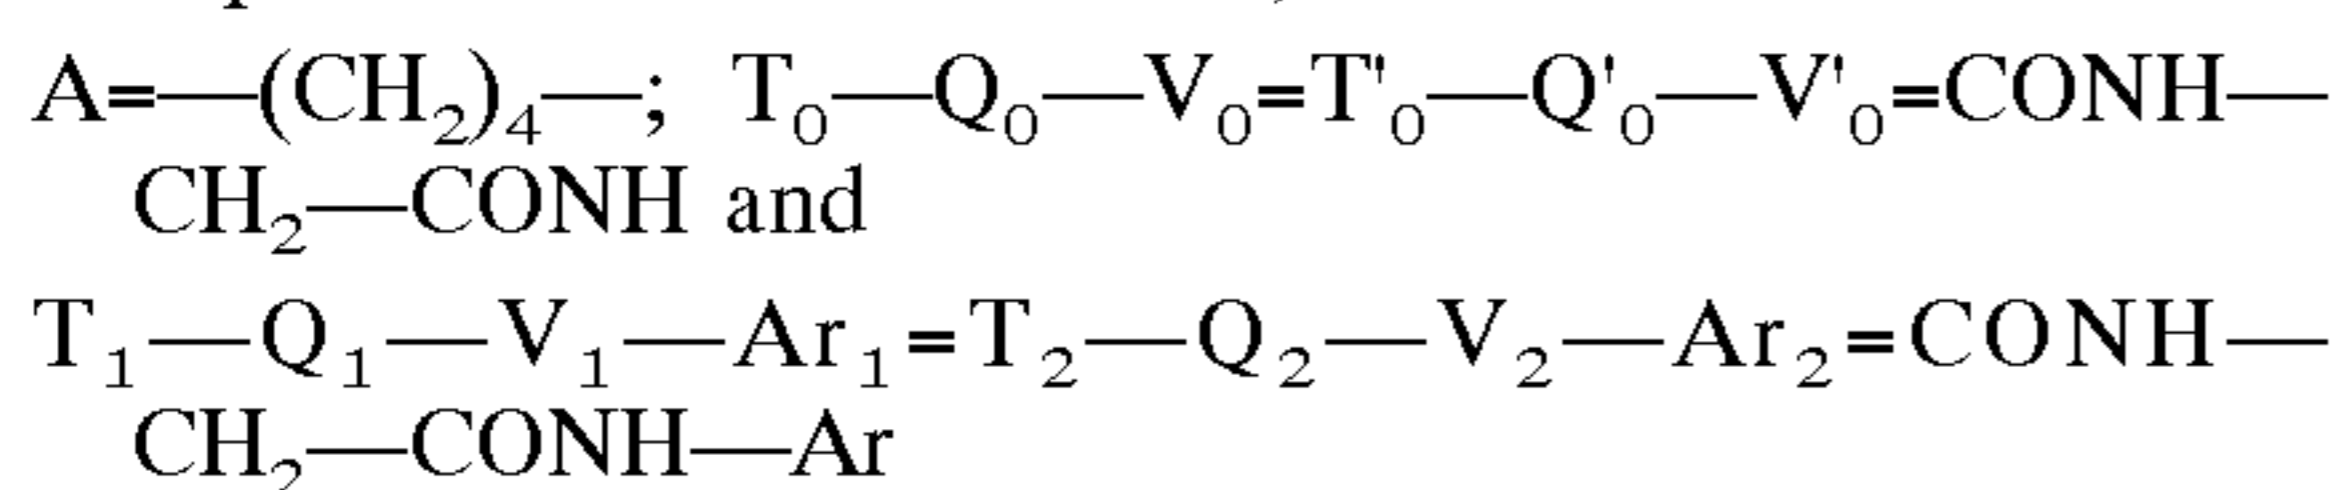 A=—(CH₂)₄—; T₀—Q₀—V₀=T'₀—Q'₀—V'₀=CONH—
CH₂—CONH and
T₁—Q₁—V₁—Ar₁=T₂—Q₂—V₂—Ar₂=CONH—
CH₂—CONH—Ar